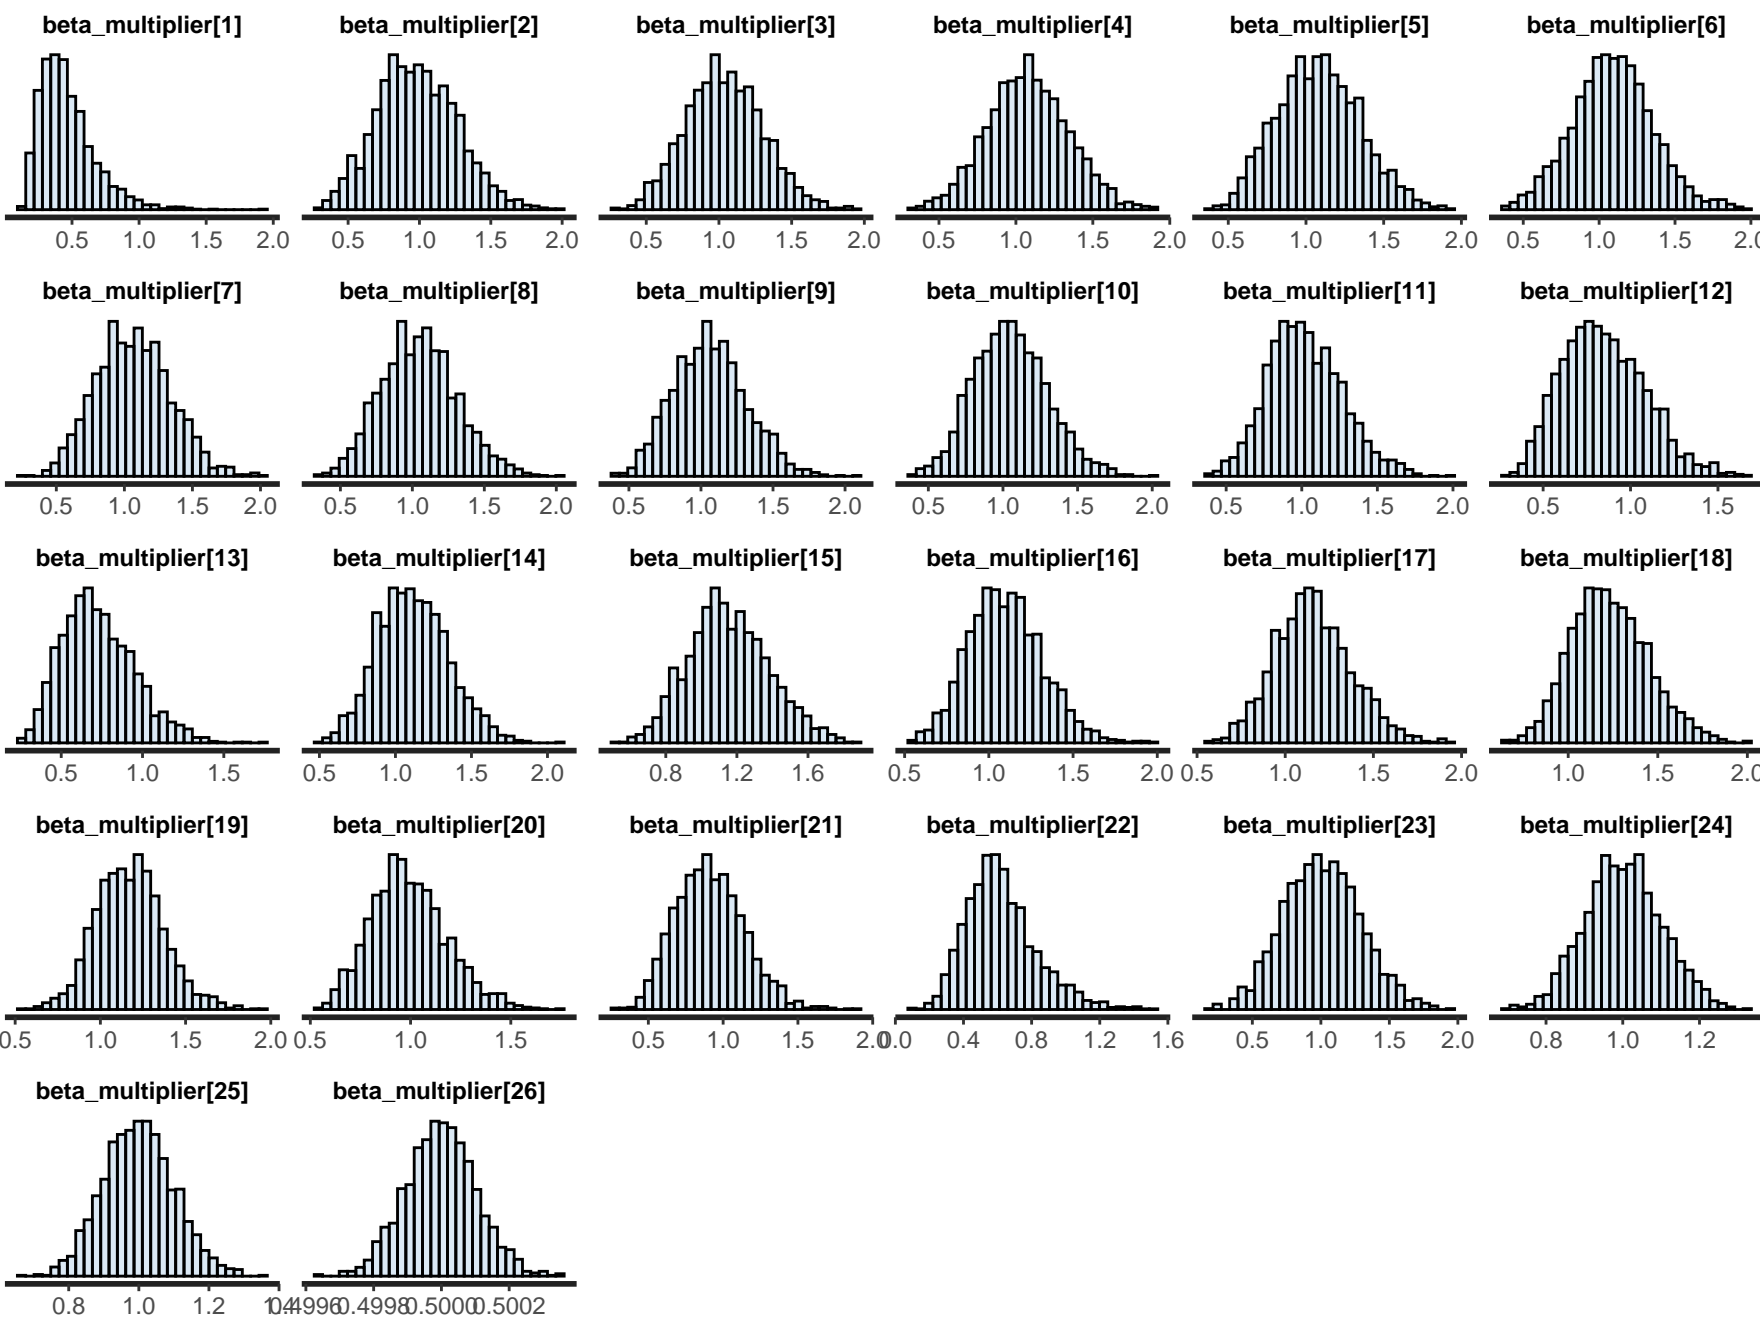 beta_multiplier[1] beta_multiplier[2] beta_multiplier[3] beta_multiplier[4] beta_multiplier[5] beta_multiplier[6]
0.5 1.0 1.5 2.0 0.5 1.0 1.5 2.0 0.5 1.0 1.5 2.0 0.5 1.0 1.5 2.0 0.5 1.0 1.5 2.0 0.5 1.0 1.5 2.0
beta_multiplier[7] beta_multiplier[8] beta_multiplier[9] beta_multiplier[10] beta_multiplier[11] beta_multiplier[12]
0.5 1.0 1.5 2.0 0.5 1.0 1.5 2.0 0.5 1.0 1.5 2.0 0.5 1.0 1.5 2.0 0.5 1.0 1.5 2.0 0.5 1.0 1.5
beta_multiplier[13] beta_multiplier[14] beta_multiplier[15] beta_multiplier[16] beta_multiplier[17] beta_multiplier[18]
0.5 1.0 1.5 0.5 1.0 1.5 2.0 0.8 1.2 1.6 0.5 1.0 1.5 2.0 0.5 1.0 1.5 2.0 1.0 1.5 2.0
beta_multiplier[19] beta_multiplier[20] beta_multiplier[21] beta_multiplier[22] beta_multiplier[23] beta_multiplier[24]
0.5 1.0 1.5 2.0 0.5 1.0 1.5 0.5 1.0 1.5 2.0 0.0 0.4 0.8 1.2 1.6 0.5 1.0 1.5 2.0 0.8 1.0 1.2
beta_multiplier[25] beta_multiplier[26]
0.8 1.0 1.2 1.4 0.4996 0.4998 0.5000 0.5002